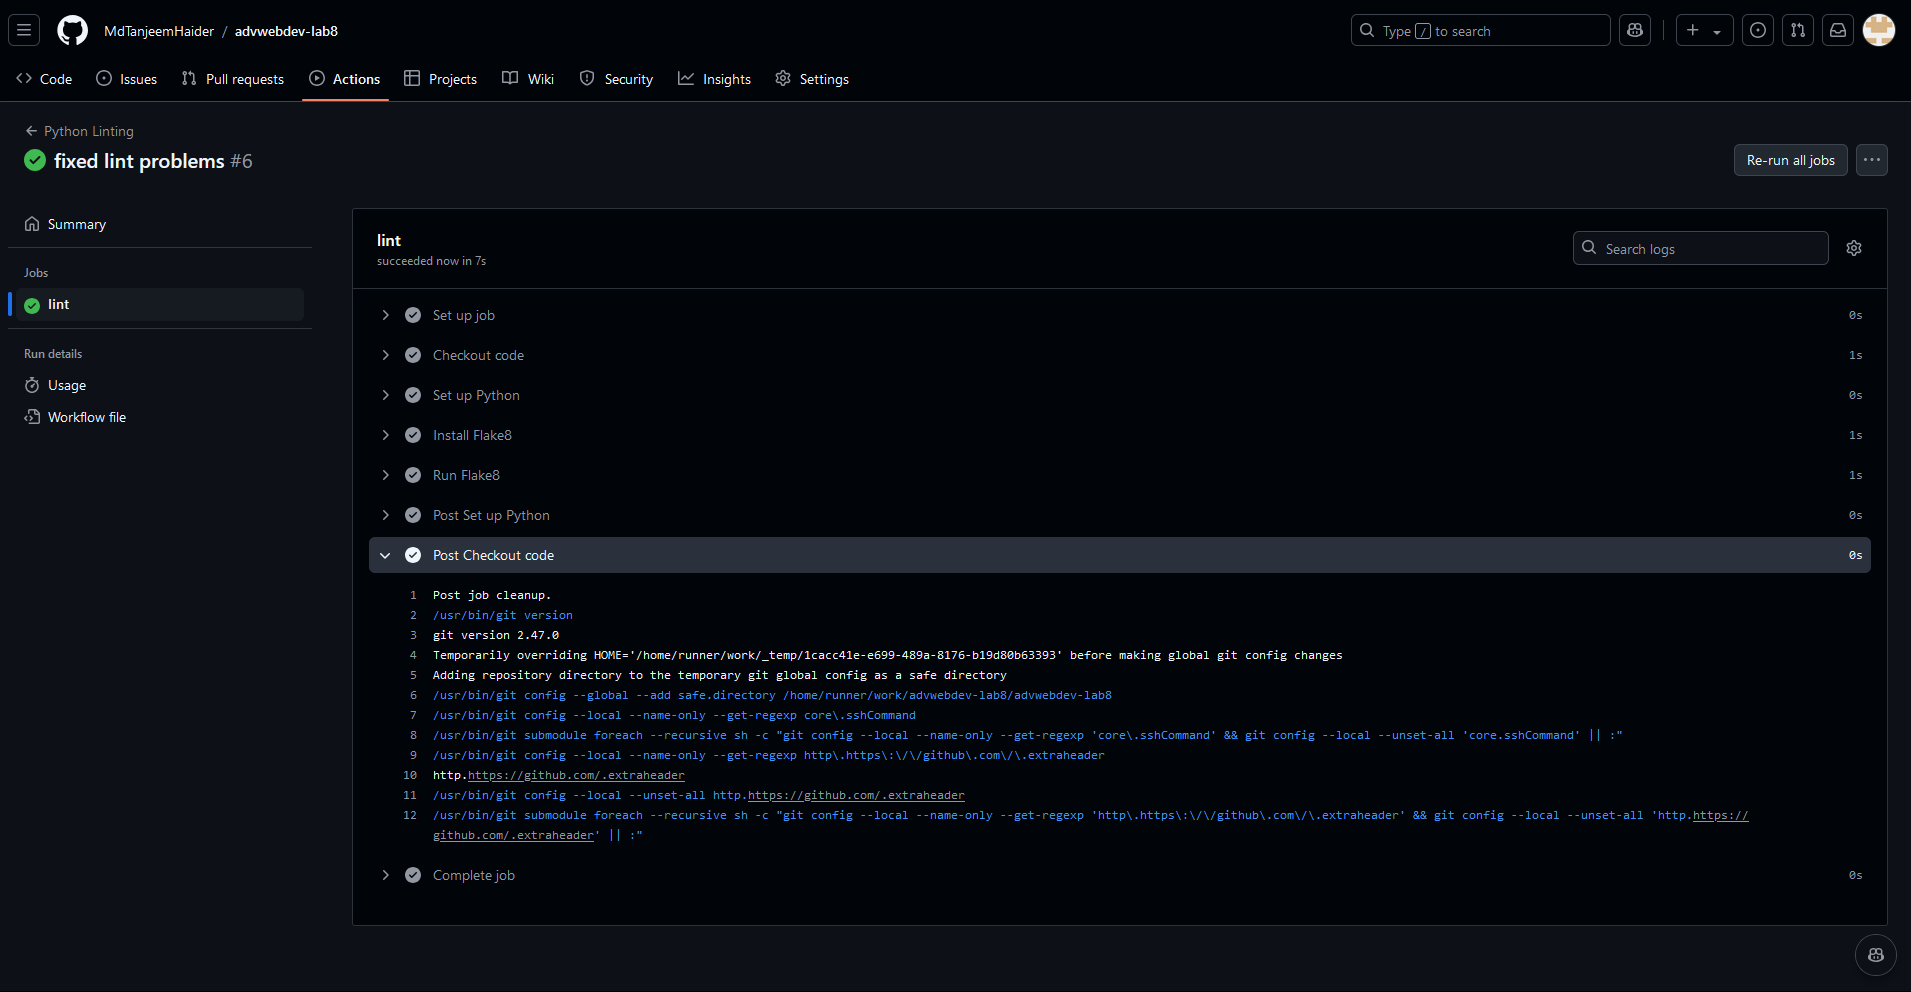 MdTanjeemHaider / advwebdev-lab8
Type / to search
Code Issues Pull requests Actions Projects Wiki Security Insights Settings
Python Linting
fixed lint problems #6
Re-run all jobs
Summary
Jobs
lint
Run details
Usage
Workflow file
lint
succeeded now in 7s
Search logs
Set up job 0s
Checkout code 1s
Set up Python 0s
Install Flake8 1s
Run Flake8 1s
Post Set up Python 0s
Post Checkout code 0s
1 Post job cleanup.
2 /usr/bin/git version
3 git version 2.47.0
4 Temporarily overriding HOME='/home/runner/work/_temp/1cacc41e-e699-489a-8176-b19d80b63393' before making global git config changes
5 Adding repository directory to the temporary git global config as a safe directory
6 /usr/bin/git config --global --add safe.directory /home/runner/work/advwebdev-lab8/advwebdev-lab8
7 /usr/bin/git config --local --name-only --get-regexp core\.sshCommand
8 /usr/bin/git submodule foreach --recursive sh -c "git config --local --name-only --get-regexp 'core\.sshCommand' && git config --local --unset-all 'core.sshCommand' || :"
9 /usr/bin/git config --local --name-only --get-regexp http\.https\:\/\/github\.com\/\.extraheader
10 http.https://github.com/.extraheader
11 /usr/bin/git config --local --unset-all http.https://github.com/.extraheader
12 /usr/bin/git submodule foreach --recursive sh -c "git config --local --name-only --get-regexp 'http\.https\:\/\/github\.com\/\.extraheader' && git config --local --unset-all 'http.https://
github.com/.extraheader' || :"
Complete job 0s